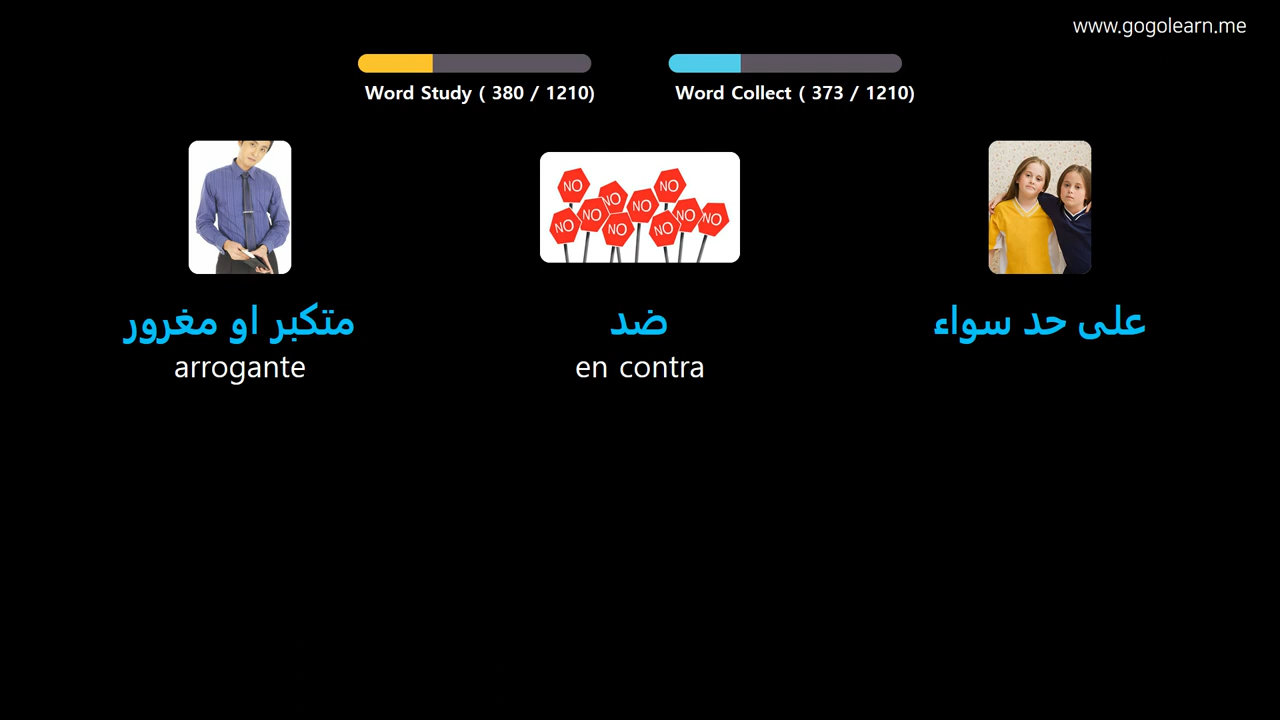 www.gogolearn.me
Word Study ( 380 / 1210)
Word Collect ( 373 / 1210)
NO NO NO NO NO NO NO NO NO NO
متكبر او مغرور
arrogante
ضد
en contra
على حد سواء